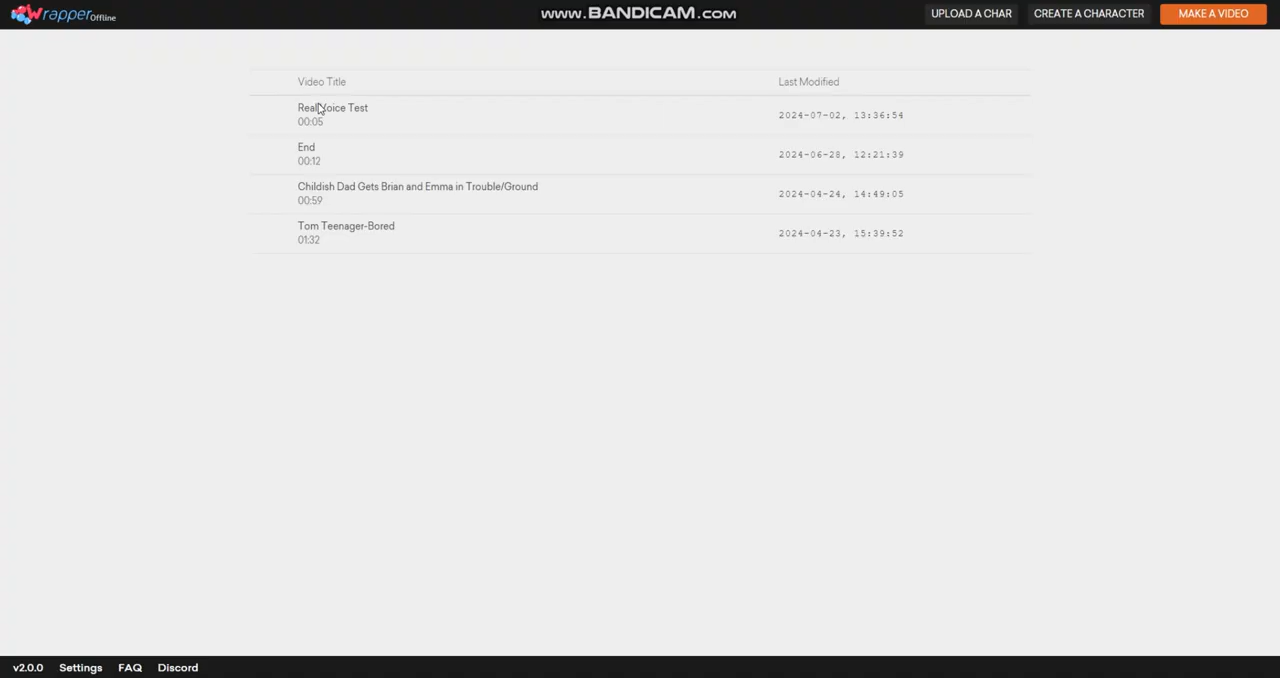 Wrapper Offline
www.BANDICAM.com
UPLOAD A CHAR
CREATE A CHARACTER
MAKE A VIDEO
Video Title
Last Modified
Real Voice Test
00:05
2024-07-02, 13:36:54
End
00:12
2024-06-28, 12:21:39
Childish Dad Gets Brian and Emma in Trouble/Ground
00:59
2024-04-24, 14:49:05
Tom Teenager-Bored
01:32
2024-04-23, 15:39:52
v2.0.0
Settings
FAQ
Discord